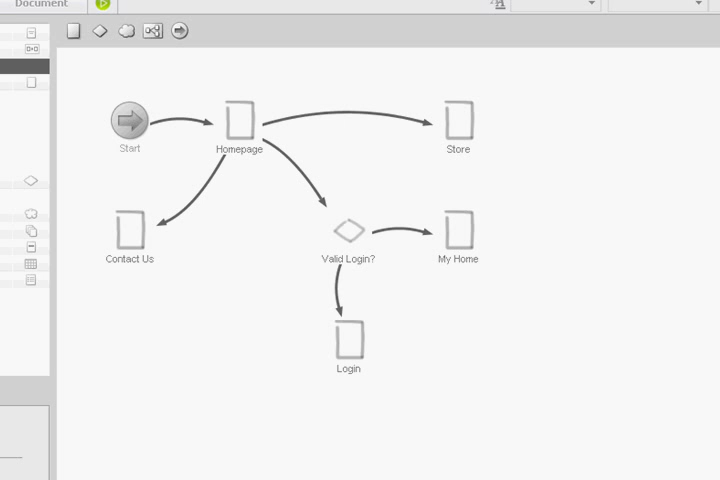 Document
Start
Homepage
Store
Contact Us
Valid Login?
My Home
Login